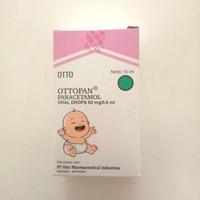 OTTO
Netto 15 ml
OTTOPAN®
PARACETAMOL
ORAL DROPS 60 mg/0,6 ml
PT Otto Pharmaceutical Industries